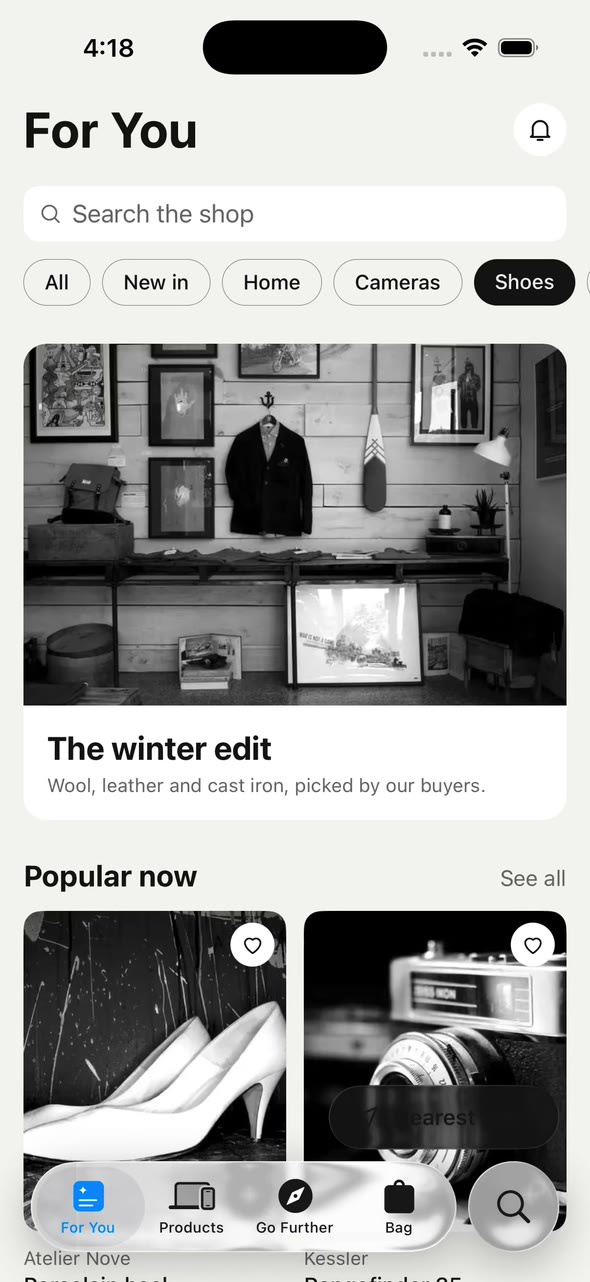 4:18
For You
Search the shop
All New in Home Cameras Shoes
The winter edit
Wool, leather and cast iron, picked by our buyers.
Popular now See all
For You Products Go Further Bag
Atelier Nove Kessler